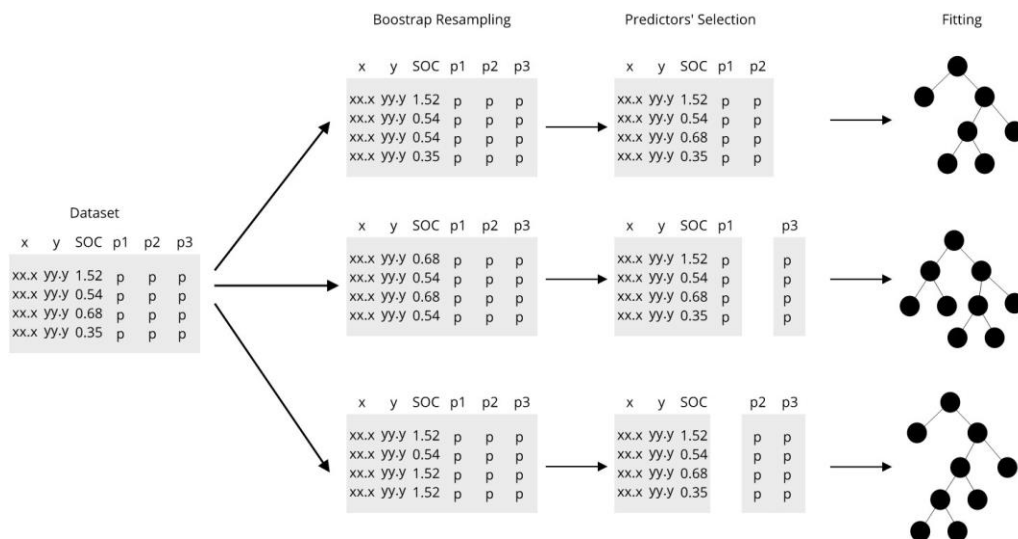 Boostrap Resampling
Predictors' Selection
Fitting
x y SOC p1 p2 p3
xx.x yy.y 1.52 p p p
xx.x yy.y 0.54 p p p
xx.x yy.y 0.54 p p p
xx.x yy.y 0.35 p p p
x y SOC p1 p2
xx.x yy.y 1.52 p p
xx.x yy.y 0.54 p p
xx.x yy.y 0.68 p p
xx.x yy.y 0.35 p p
Dataset
x y SOC p1 p2 p3
xx.x yy.y 1.52 p p p
xx.x yy.y 0.54 p p p
xx.x yy.y 0.68 p p p
xx.x yy.y 0.35 p p p
x y SOC p1 p2 p3
xx.x yy.y 0.68 p p p
xx.x yy.y 0.54 p p p
xx.x yy.y 0.68 p p p
xx.x yy.y 0.54 p p p
x y SOC p1 p3
xx.x yy.y 1.52 p p
xx.x yy.y 0.54 p p
xx.x yy.y 0.68 p p
xx.x yy.y 0.35 p p
x y SOC p1 p2 p3
xx.x yy.y 1.52 p p p
xx.x yy.y 0.54 p p p
xx.x yy.y 1.52 p p p
xx.x yy.y 1.52 p p p
x y SOC p2 p3
xx.x yy.y 1.52 p p
xx.x yy.y 0.54 p p
xx.x yy.y 0.68 p p
xx.x yy.y 0.35 p p